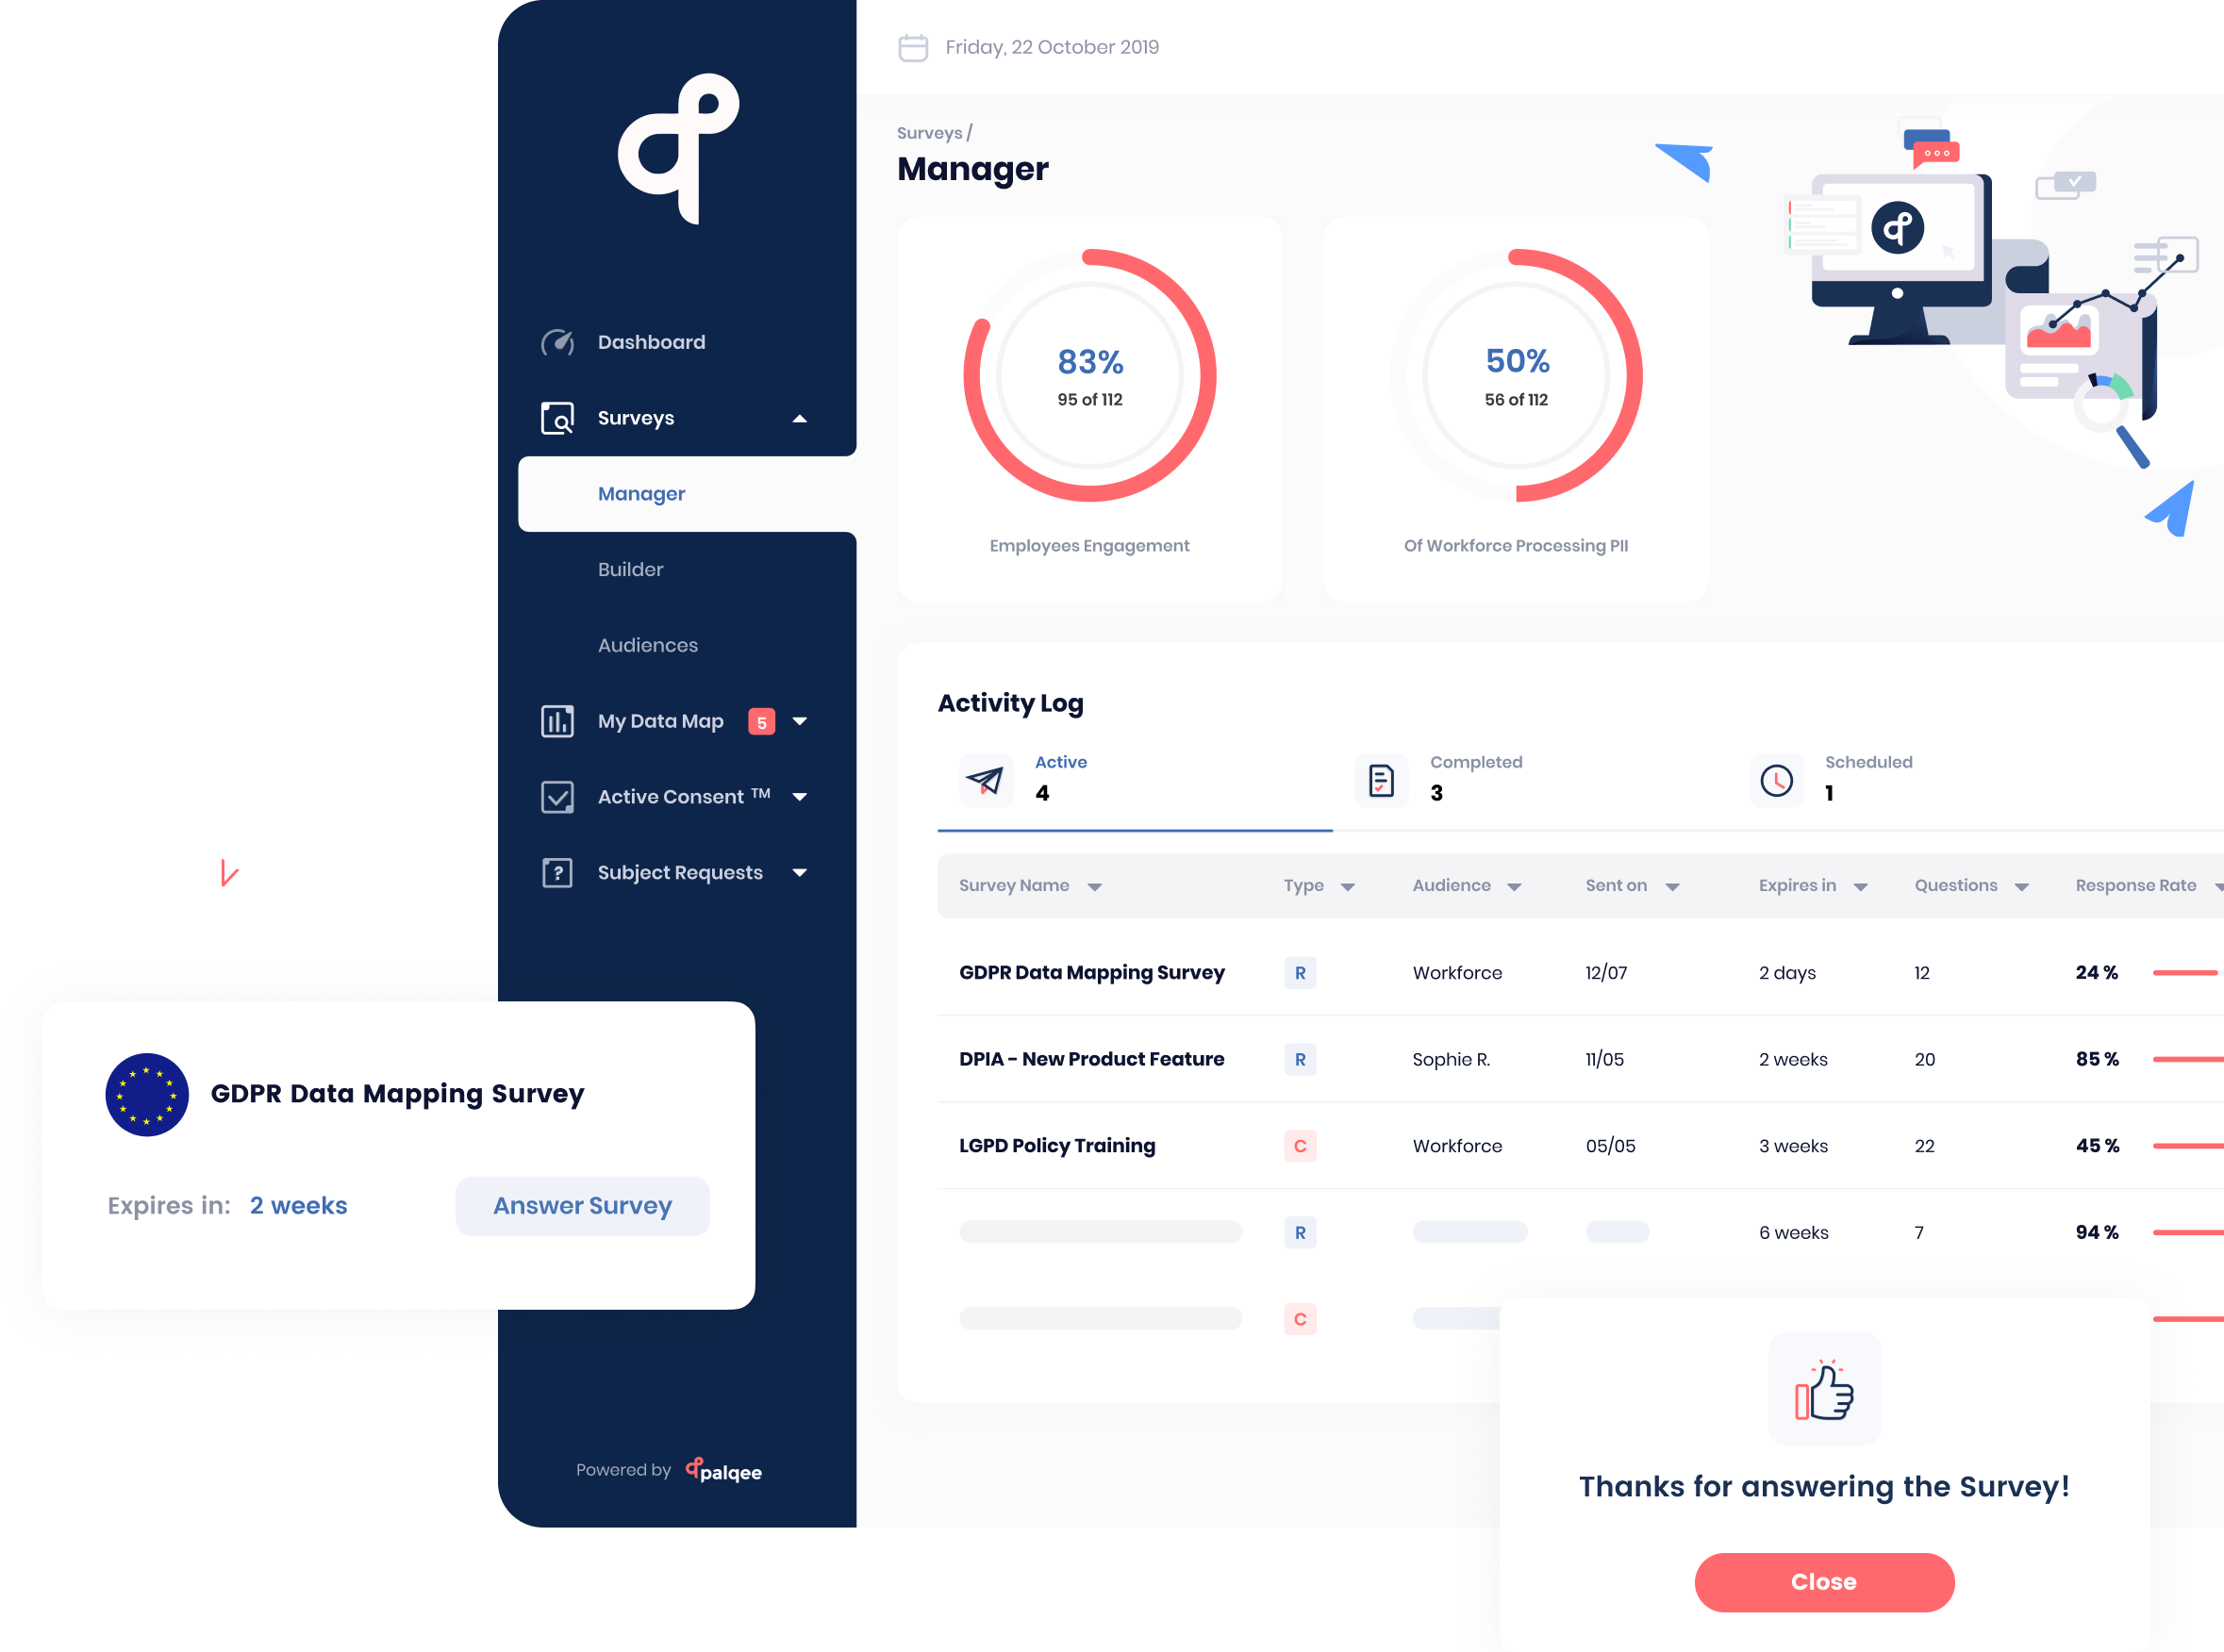 Friday, 22 October 2019
Surveys /
Manager
Dashboard
Surveys
Manager
Builder
Audiences
My Data Map 5
Active Consent ™
Subject Requests
Powered by palqee
83%
95 of 112
Employees Engagement
50%
56 of 112
Of Workforce Processing PII
Activity Log
Active
4
Completed
3
Scheduled
1
Survey Name Type Audience Sent on Expires in Questions Response Rate
GDPR Data Mapping Survey R Workforce 12/07 2 days 12 24 %
DPIA - New Product Feature R Sophie R. 11/05 2 weeks 20 85 %
LGPD Policy Training C Workforce 05/05 3 weeks 22 45 %
R 6 weeks 7 94 %
C
GDPR Data Mapping Survey
Expires in: 2 weeks
Answer Survey
Thanks for answering the Survey!
Close